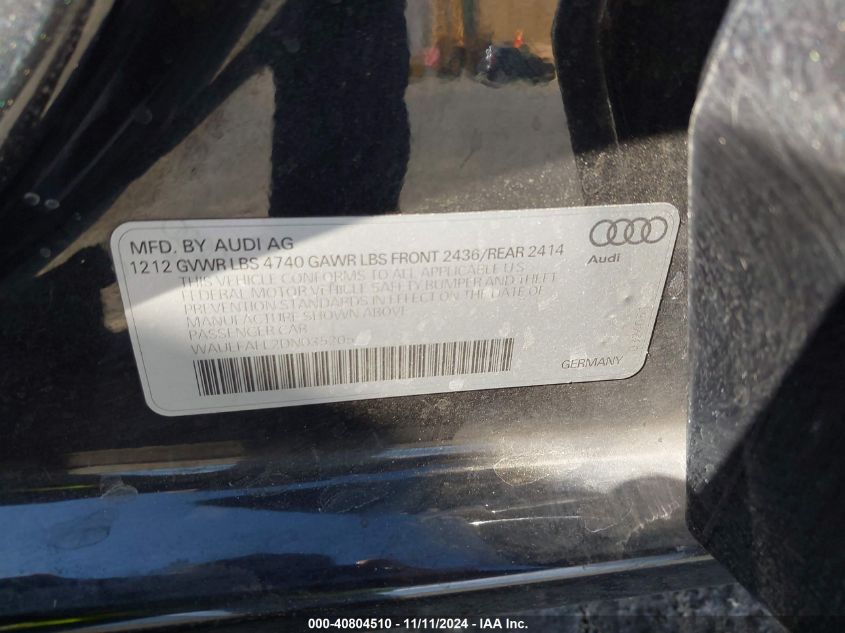 MFD. BY AUDI AG
1212 GVWR LBS 4740 GAWR LBS FRONT 2436/REAR 2414
THIS VEHICLE CONFORMS TO ALL APPLICABLE U.S.
FEDERAL MOTOR VEHICLE SAFETY BUMPER AND THEFT
PREVENTION STANDARDS IN EFFECT ON THE DATE OF
MANUFACTURE SHOWN ABOVE
PASSENGER CAR
Audi
GERMANY
000-40804510 - 11/11/2024 - IAA Inc.